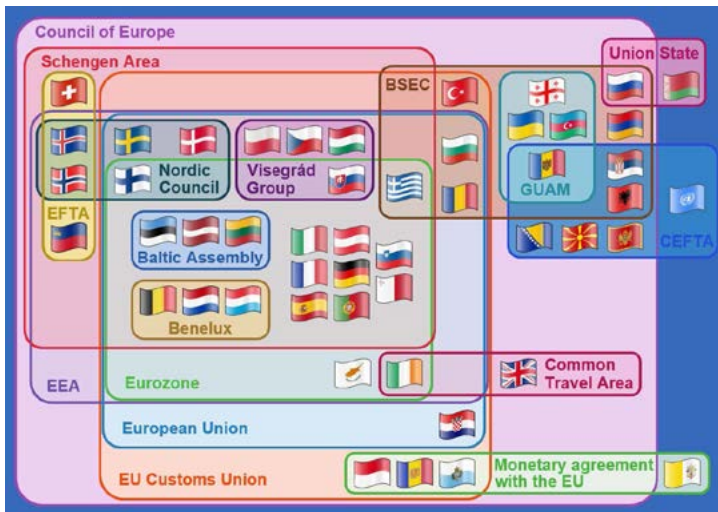 Council of Europe
Schengen Area
Union State
BSEC
Nordic
Council
Visegrád
Group
GUAM
EFTA
CEFTA
Baltic Assembly
Benelux
EEA
Eurozone
Common
Travel Area
European Union
EU Customs Union
Monetary agreement
with the EU